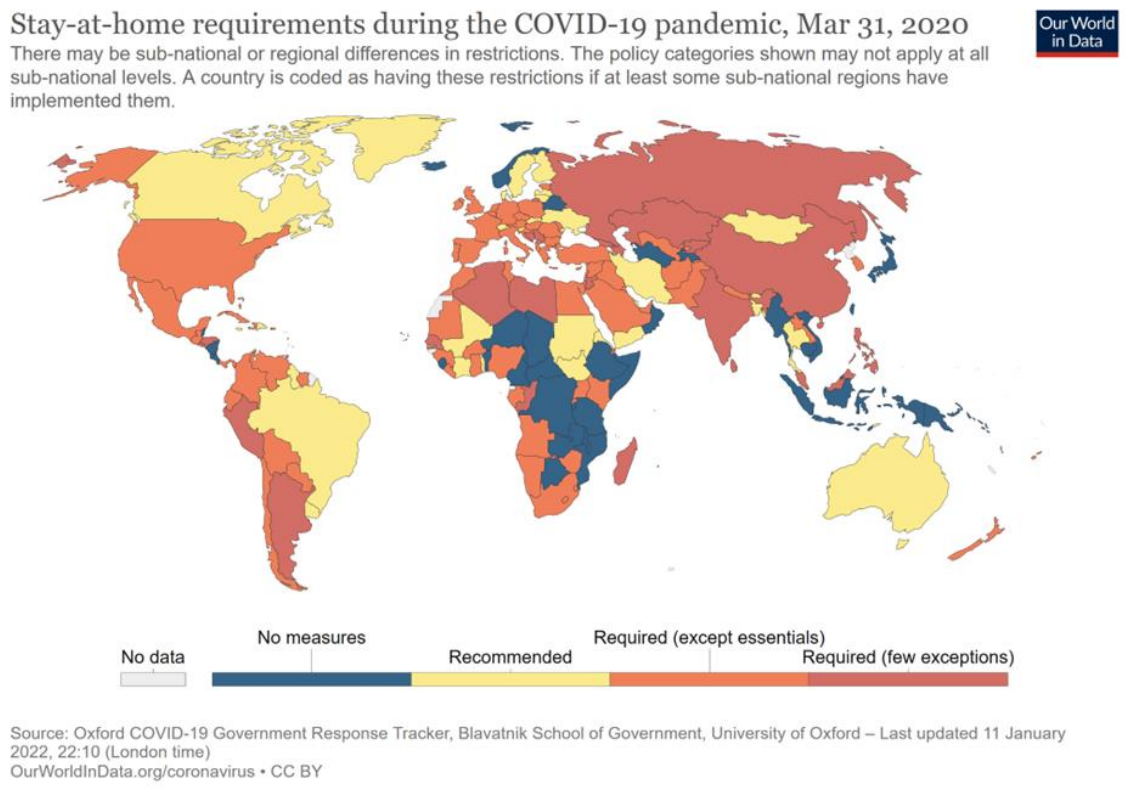 Stay-at-home requirements during the COVID-19 pandemic, Mar 31, 2020
Our World
in Data
There may be sub-national or regional differences in restrictions. The policy categories shown may not apply at all
sub-national levels. A country is coded as having these restrictions if at least some sub-national regions have
implemented them.
No data
No measures
Recommended
Required (except essentials)
Required (few exceptions)
Source: Oxford COVID-19 Government Response Tracker, Blavatnik School of Government, University of Oxford – Last updated 11 January
2022, 22:10 (London time)
OurWorldInData.org/coronavirus • CC BY